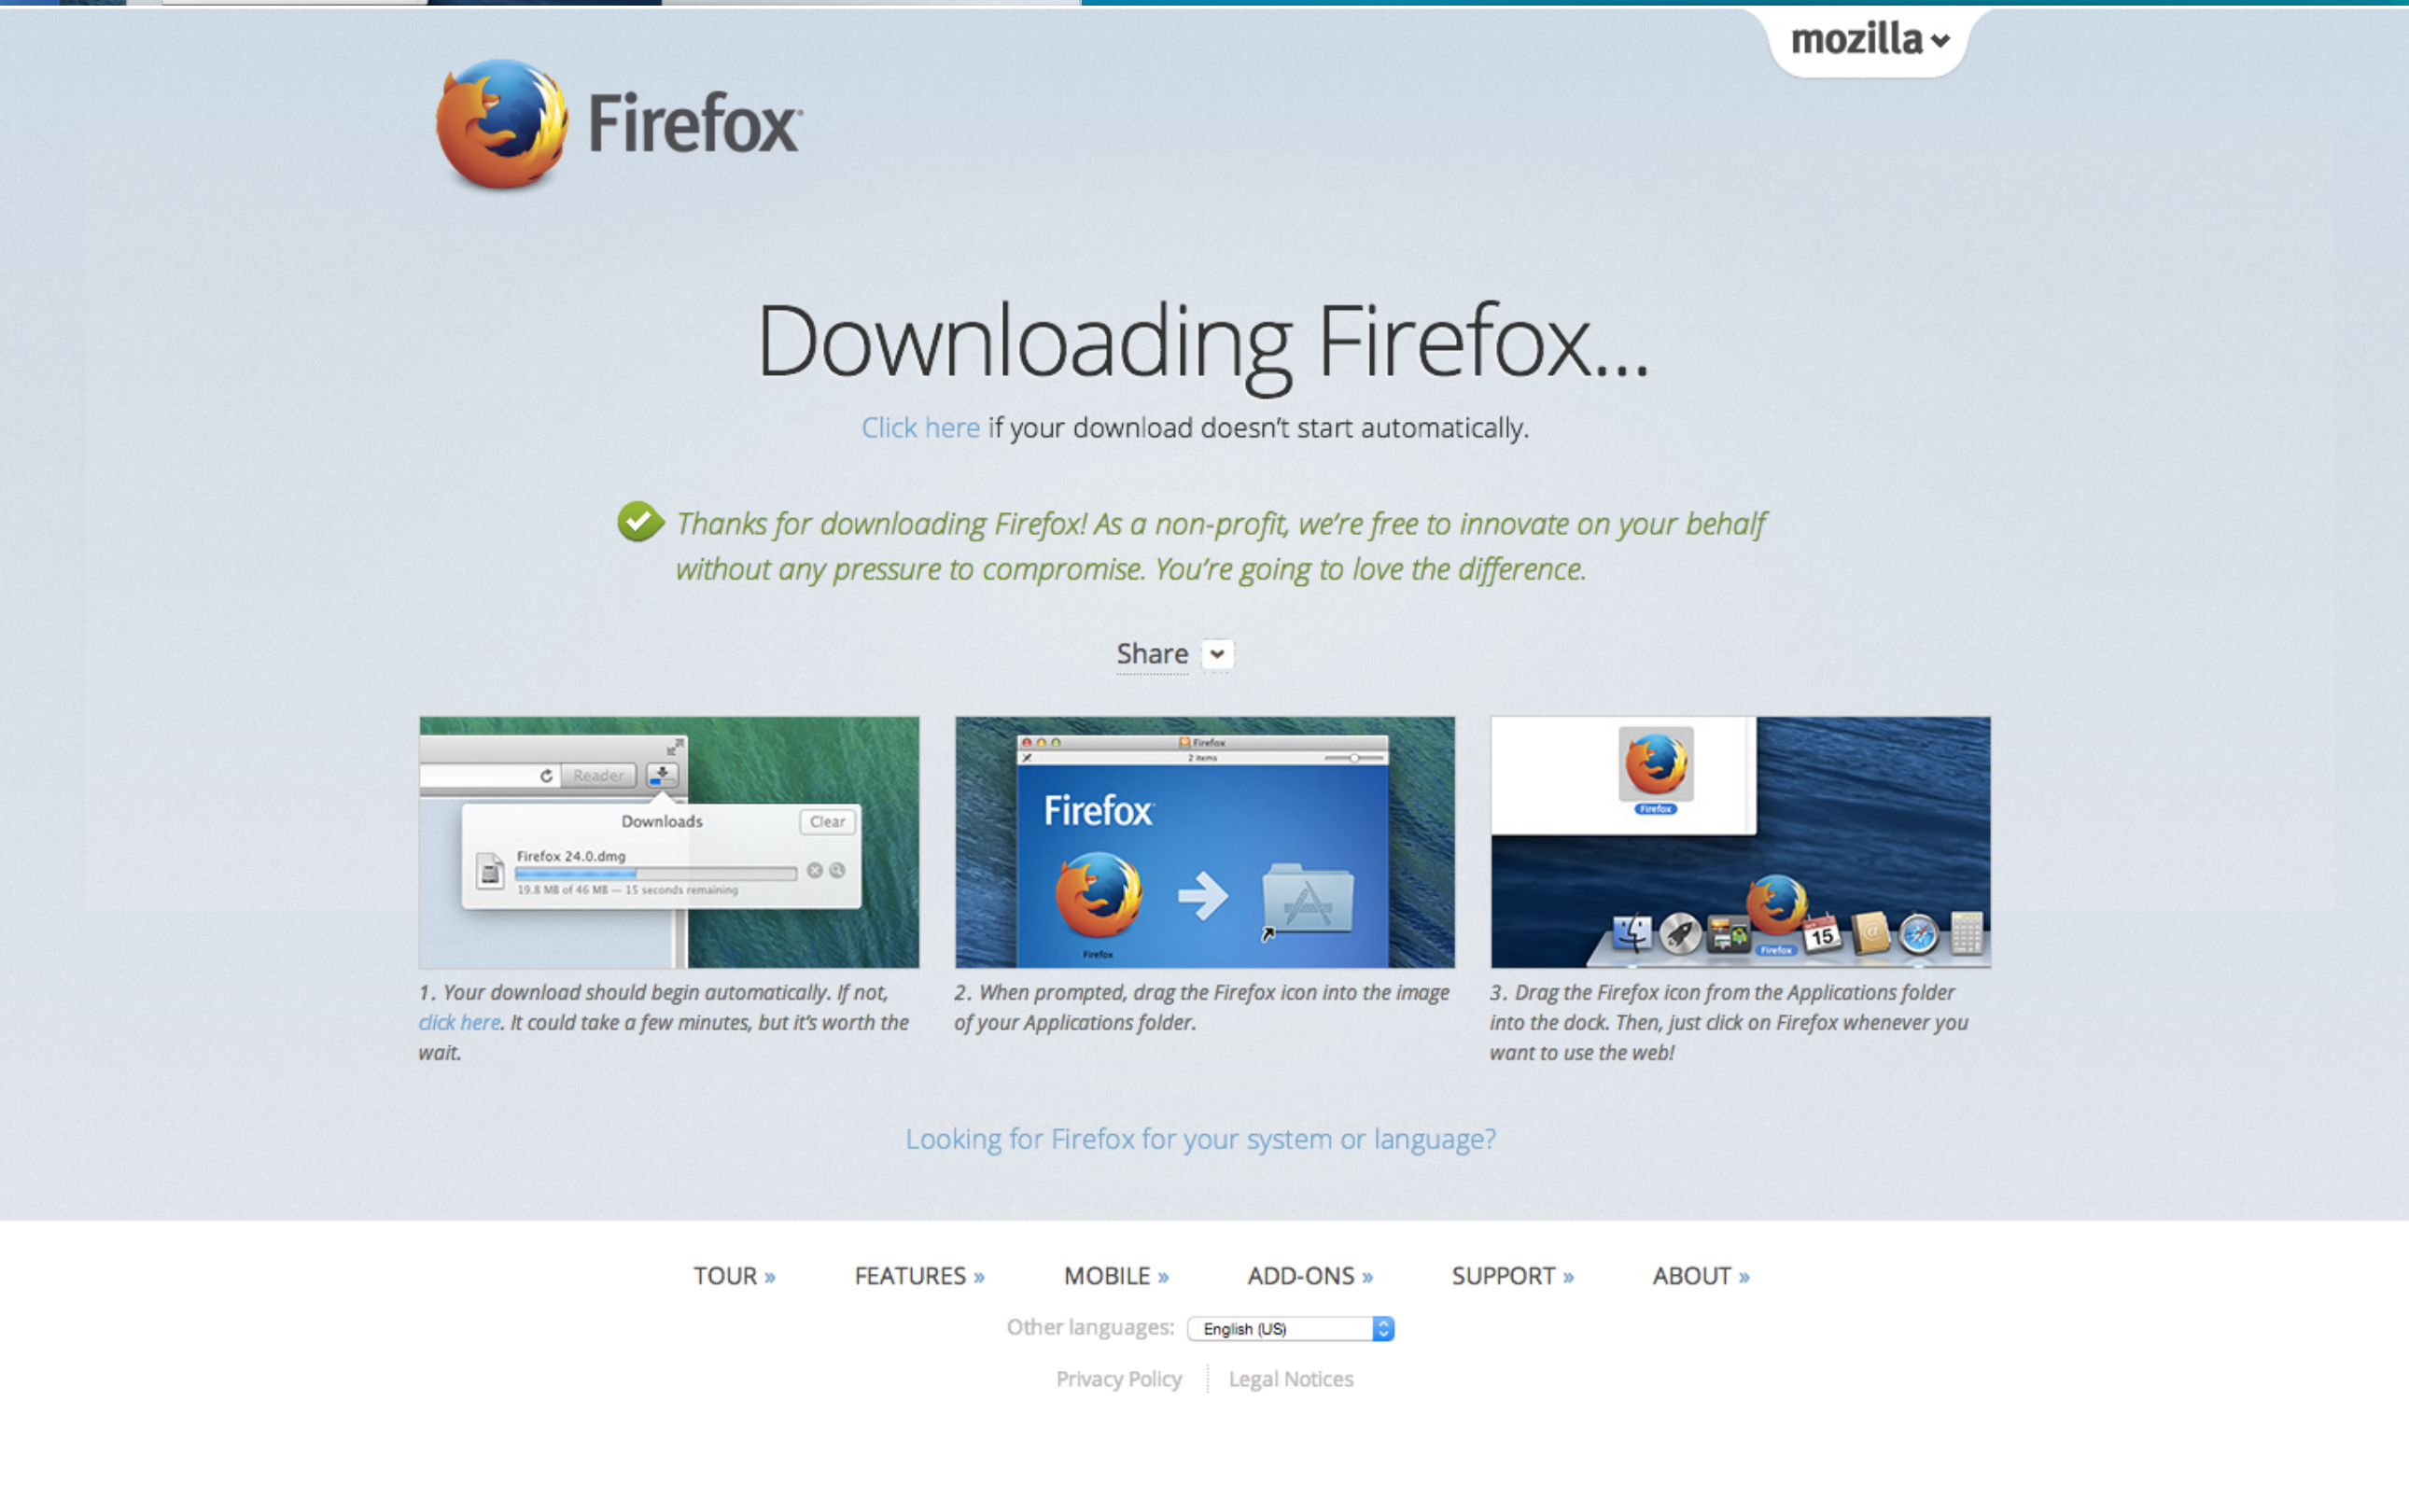 mozilla
Firefox
Downloading Firefox...
Click here if your download doesn't start automatically.
Thanks for downloading Firefox! As a non-profit, we're free to innovate on your behalf
without any pressure to compromise. You're going to love the difference.
Share
Reader
Downloads
Clear
Firefox 24.0.dmg
19.8 MB of 46 MB — 15 seconds remaining
Firefox
2 items
Firefox
Firefox
Firefox
Firefox
15
1. Your download should begin automatically. If not,
click here. It could take a few minutes, but it's worth the
wait.
2. When prompted, drag the Firefox icon into the image
of your Applications folder.
3. Drag the Firefox icon from the Applications folder
into the dock. Then, just click on Firefox whenever you
want to use the web!
Looking for Firefox for your system or language?
TOUR » FEATURES » MOBILE » ADD-ONS » SUPPORT » ABOUT »
Other languages: English (US)
Privacy Policy Legal Notices